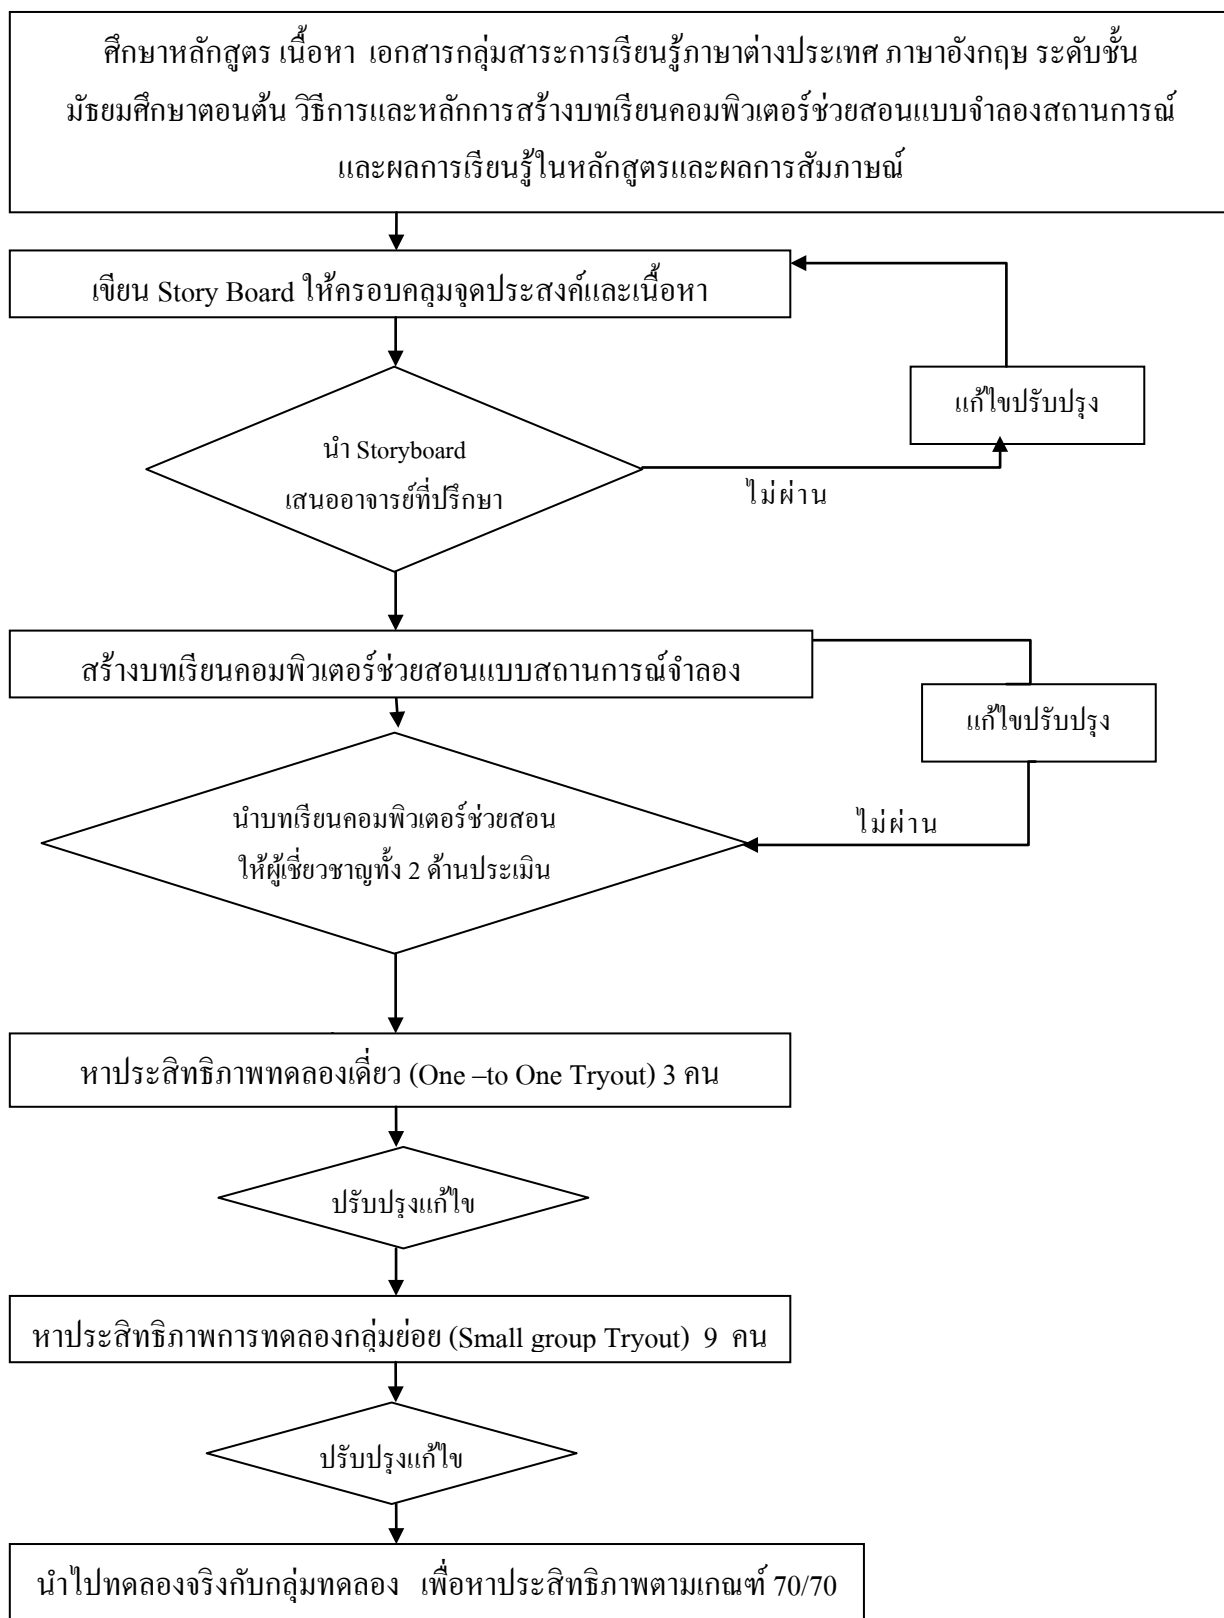 ศึกษาหลักสูตร เนื้อหา เอกสารกลุ่มสาระการเรียนรู้ภาษาต่างประเทศ ภาษาอังกฤษ ระดับชั้น
มัธยมศึกษาตอนต้น วิธีการและหลักการสร้างบทเรียนคอมพิวเตอร์ช่วยสอนแบบจำลองสถานการณ์
และผลการเรียนรู้ในหลักสูตรและผลการสัมภาษณ์
เขียน Story Board ให้ครอบคลุมจุดประสงค์และเนื้อหา
แก้ไขปรับปรุง
นำ Storyboard
เสนออาจารย์ที่ปรึกษา
ไม่ผ่าน
สร้างบทเรียนคอมพิวเตอร์ช่วยสอนแบบสถานการณ์จำลอง
แก้ไขปรับปรุง
นำบทเรียนคอมพิวเตอร์ช่วยสอน
ให้ผู้เชี่ยวชาญทั้ง 2 ด้านประเมิน
ไม่ผ่าน
หาประสิทธิภาพทดลองเดี่ยว (One –to One Tryout) 3 คน
ปรับปรุงแก้ไข
หาประสิทธิภาพการทดลองกลุ่มย่อย (Small group Tryout) 9 คน
ปรับปรุงแก้ไข
นำไปทดลองจริงกับกลุ่มทดลอง เพื่อหาประสิทธิภาพตามเกณฑ์ 70/70